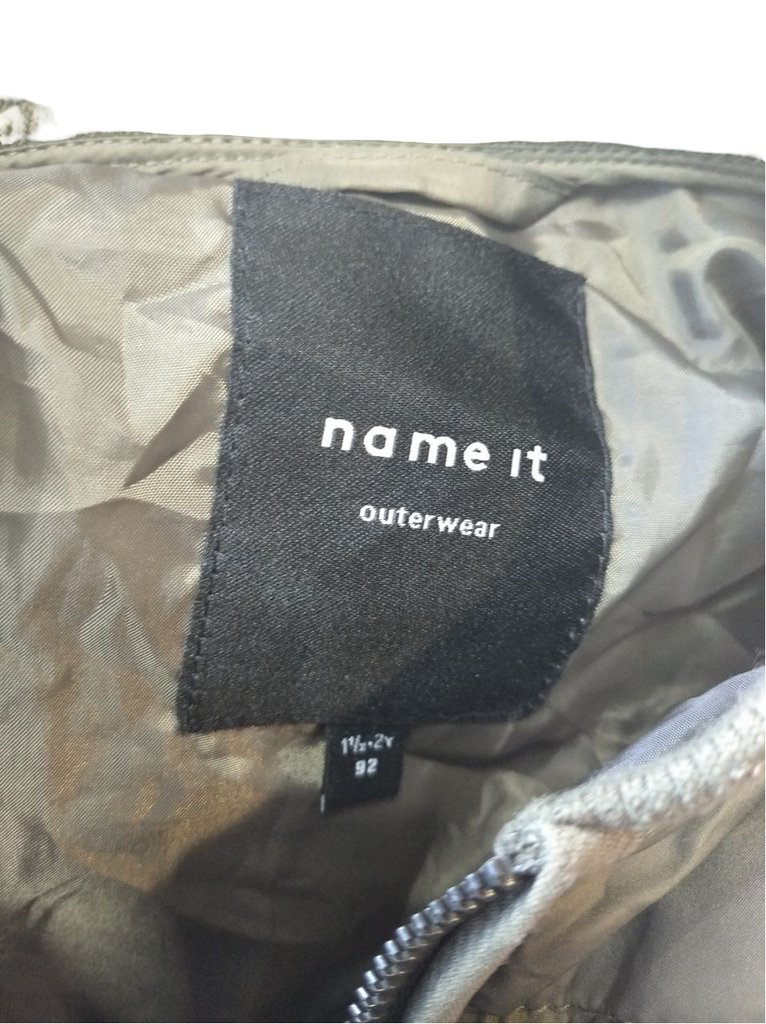 name it
outerwear
1½-2Y
92